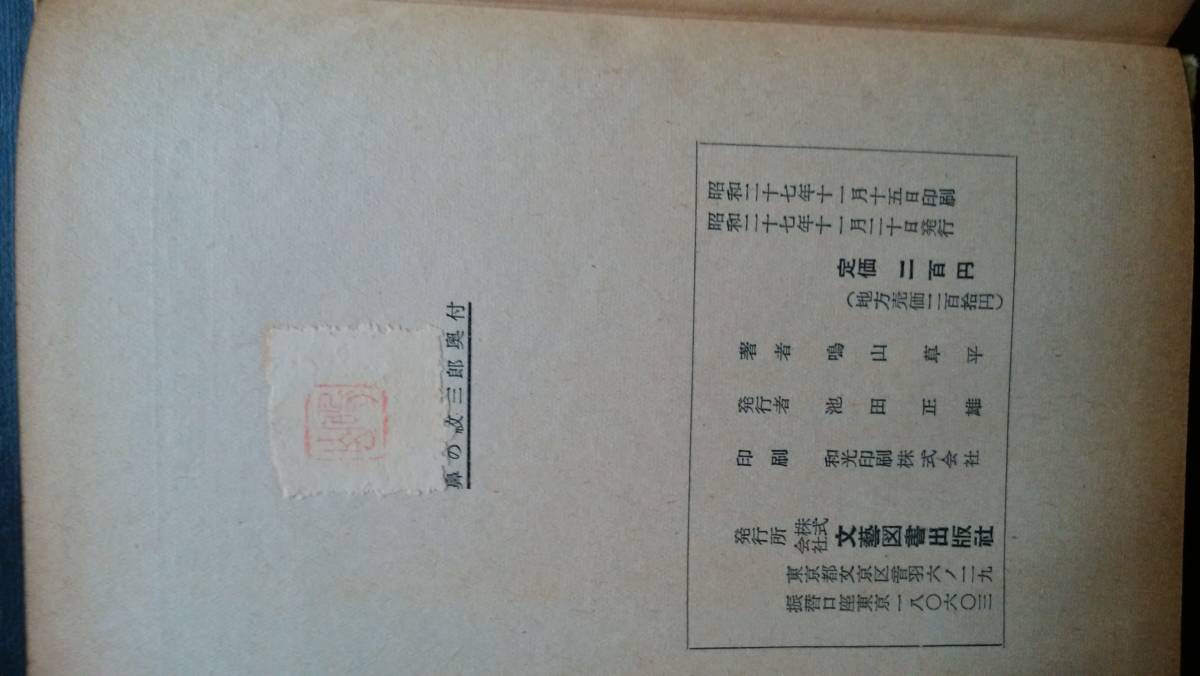 鼻の故三郎奥付
昭和二十七年十一月十五日印刷
昭和二十七年十一月二十日発行
定価 二百円
(地方売価二百拾円)
著者 鳴山草平
発行者 池田正雄
印刷 和光印刷株式会社
発行所 株式会社 文藝図書出版社
東京都文京区音羽六ノ二九
振替口座東京一八〇六〇三